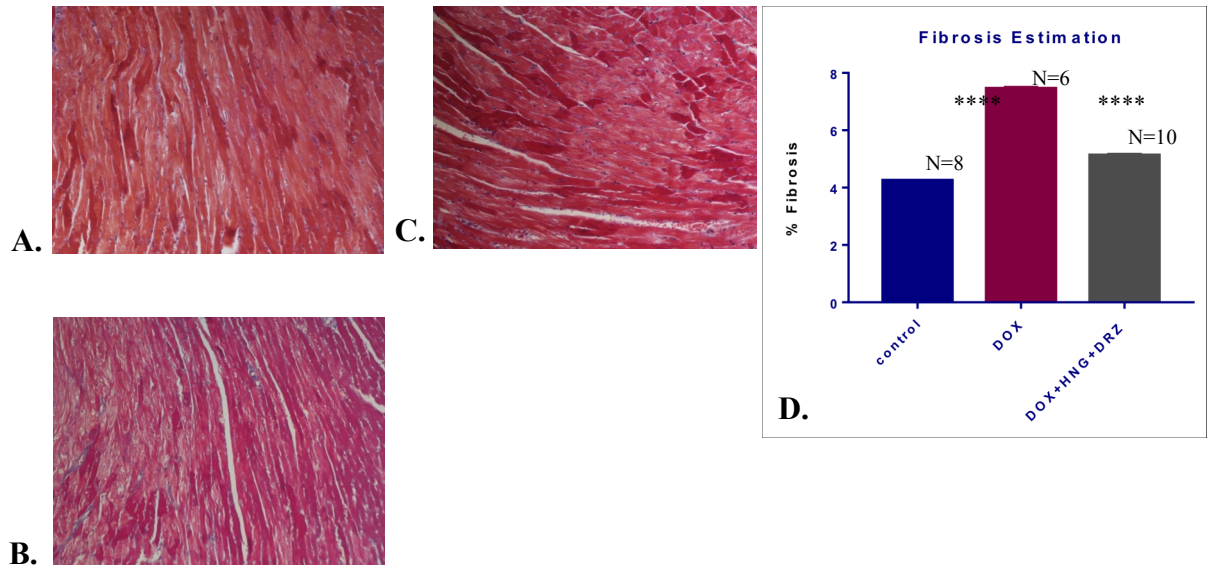 A.
B.
C.
Fibrosis Estimation
% Fibrosis
8
6
4
2
0
N=8
****
N=6
****
N=10
control
DOX
DOX+HNG+DRZ
D.